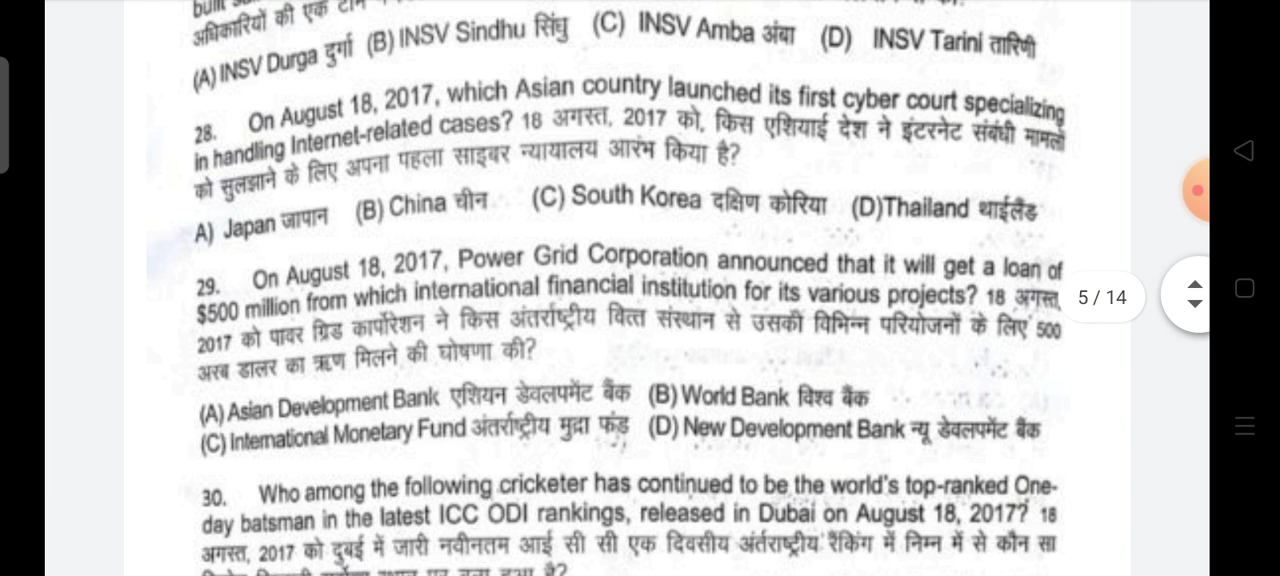 built
अधिकारियों की एक टीम
(A) INSV Durga दुर्गा (B) INSV Sindhu सिंधु (C) INSV Amba अंबा (D) INSV Tarini तारिणी
28. On August 18, 2017, which Asian country launched its first cyber court specializing
in handling Internet-related cases? 18 अगस्त, 2017 को, किस एशियाई देश ने इंटरनेट संबंधी मामलों
को सुलझाने के लिए अपना पहला साइबर न्यायालय आरंभ किया है?
A) Japan जापान (B) China चीन (C) South Korea दक्षिण कोरिया (D)Thailand थाईलैंड
29. On August 18, 2017, Power Grid Corporation announced that it will get a loan of
$500 million from which international financial institution for its various projects? 18 अगस्त,
2017 को पावर ग्रिड कार्पोरेशन ने किस अंतर्राष्ट्रीय वित्त संस्थान से उसकी विभिन्न परियोजनों के लिए 500
अरब डालर का ऋण मिलने की घोषणा की?
(A) Asian Development Bank एशियन डेवलपमेंट बैंक (B) World Bank विश्व बैंक
(C) International Monetary Fund अंतर्राष्ट्रीय मुद्रा फंड (D) New Development Bank न्यू डेवलपमेंट बैंक
30. Who among the following cricketer has continued to be the world's top-ranked One-
day batsman in the latest ICC ODI rankings, released in Dubai on August 18, 2017? 18
अगस्त, 2017 को दुबई में जारी नवीनतम आई सी सी एक दिवसीय अंर्तराष्ट्रीय रैंकिंग में निम्न में से कौन सा
5 / 14